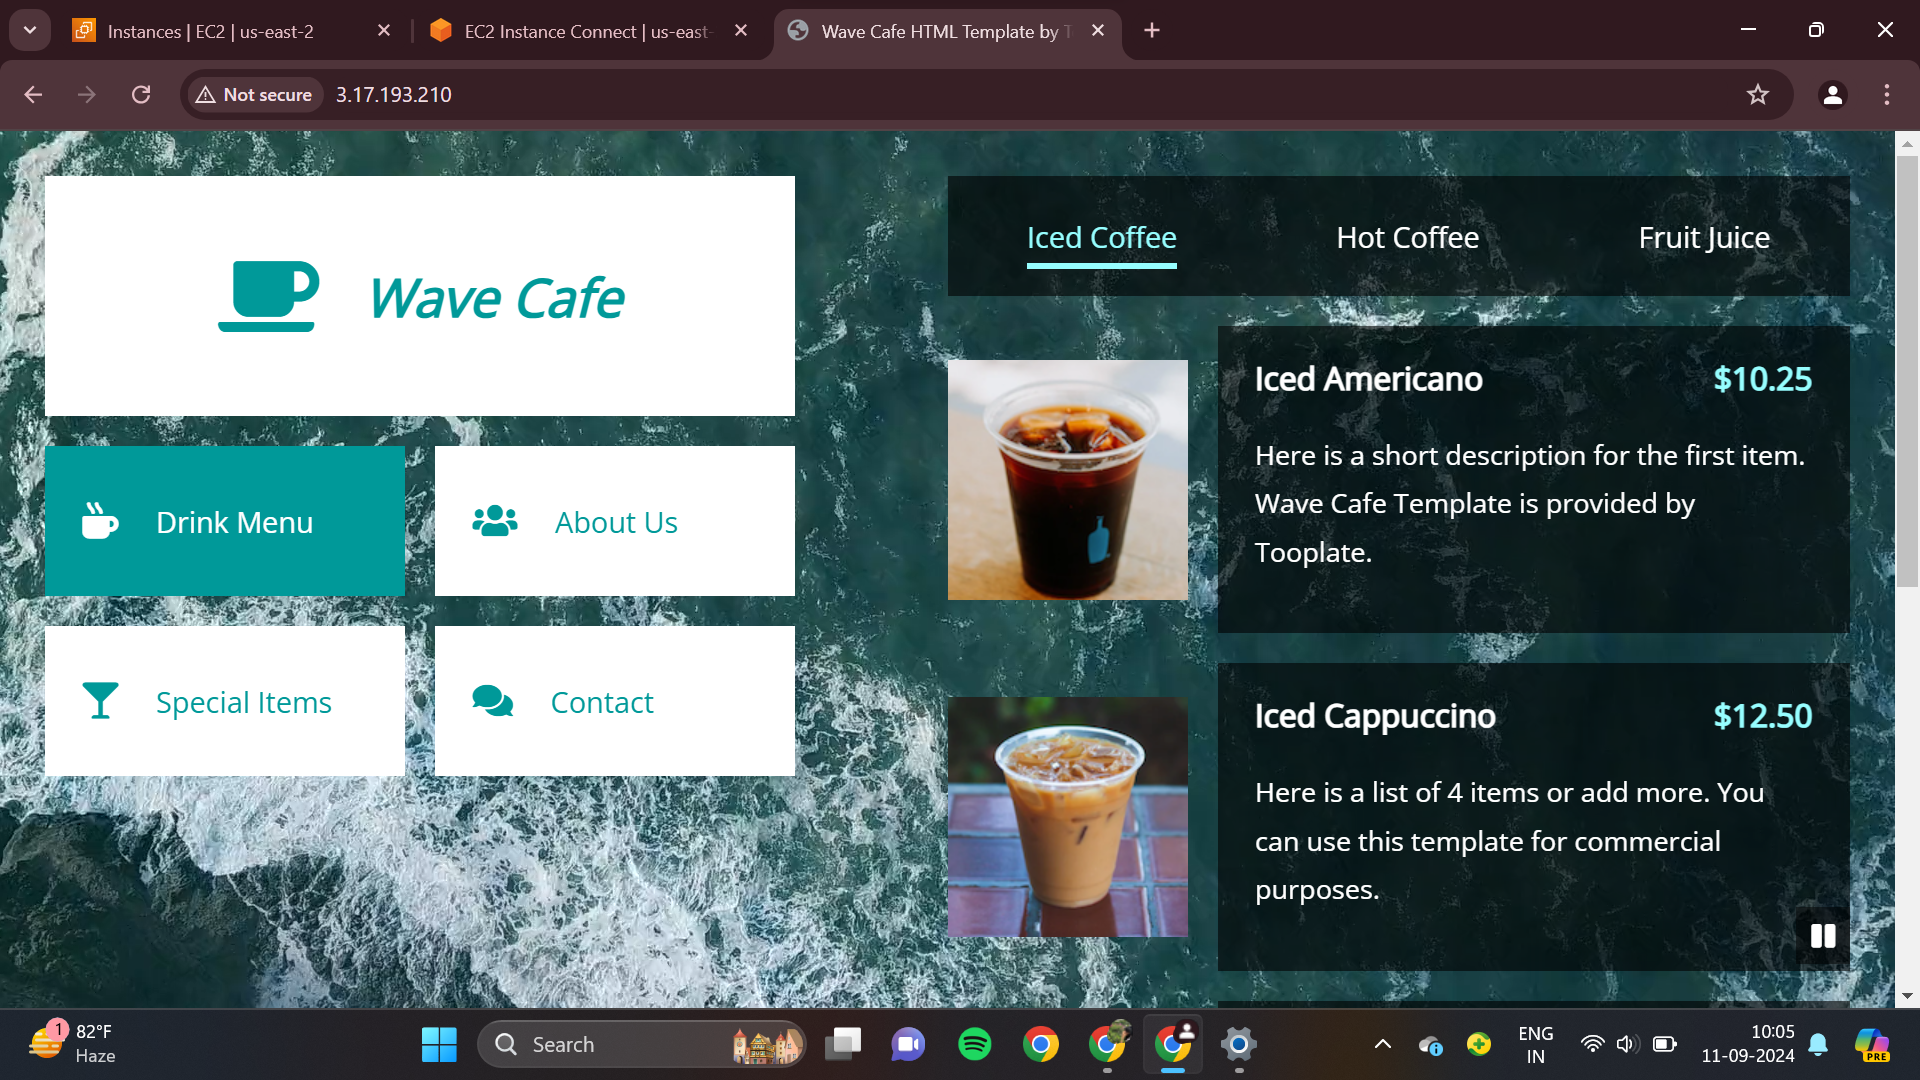 Instances | EC2 | us-east-2
EC2 Instance Connect | us-east-
Wave Cafe HTML Template by T
Not secure
3.17.193.210
Wave Cafe
Drink Menu
About Us
Special Items
Contact
Iced Coffee
Hot Coffee
Fruit Juice
Iced Americano
$10.25
Here is a short description for the first item.
Wave Cafe Template is provided by
Tooplate.
Iced Cappuccino
$12.50
Here is a list of 4 items or add more. You
can use this template for commercial
purposes.
1
82°F
Haze
Search
ENG
IN
10:05
11-09-2024
PRE